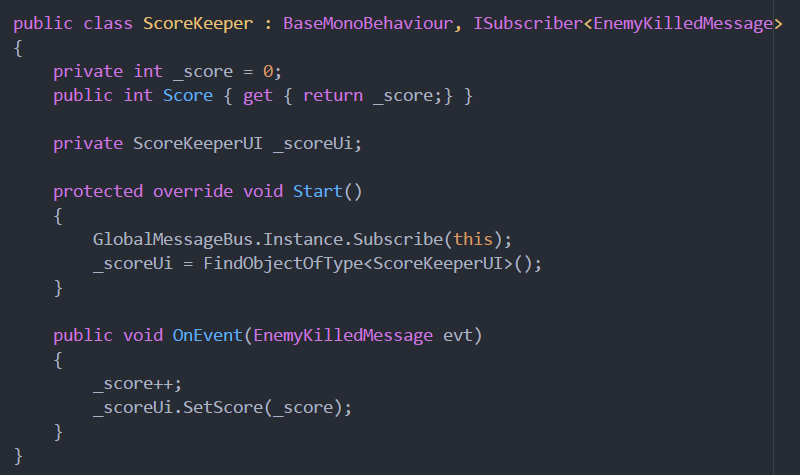 public class ScoreKeeper : BaseMonoBehaviour, ISubscriber<EnemyKilledMessage>
{
    private int _score = 0;
    public int Score { get { return _score;} }

    private ScoreKeeperUI _scoreUi;

    protected override void Start()
    {
        GlobalMessageBus.Instance.Subscribe(this);
        _scoreUi = FindObjectOfType<ScoreKeeperUI>();
    }

    public void OnEvent(EnemyKilledMessage evt)
    {
        _score++;
        _scoreUi.SetScore(_score);
    }
}